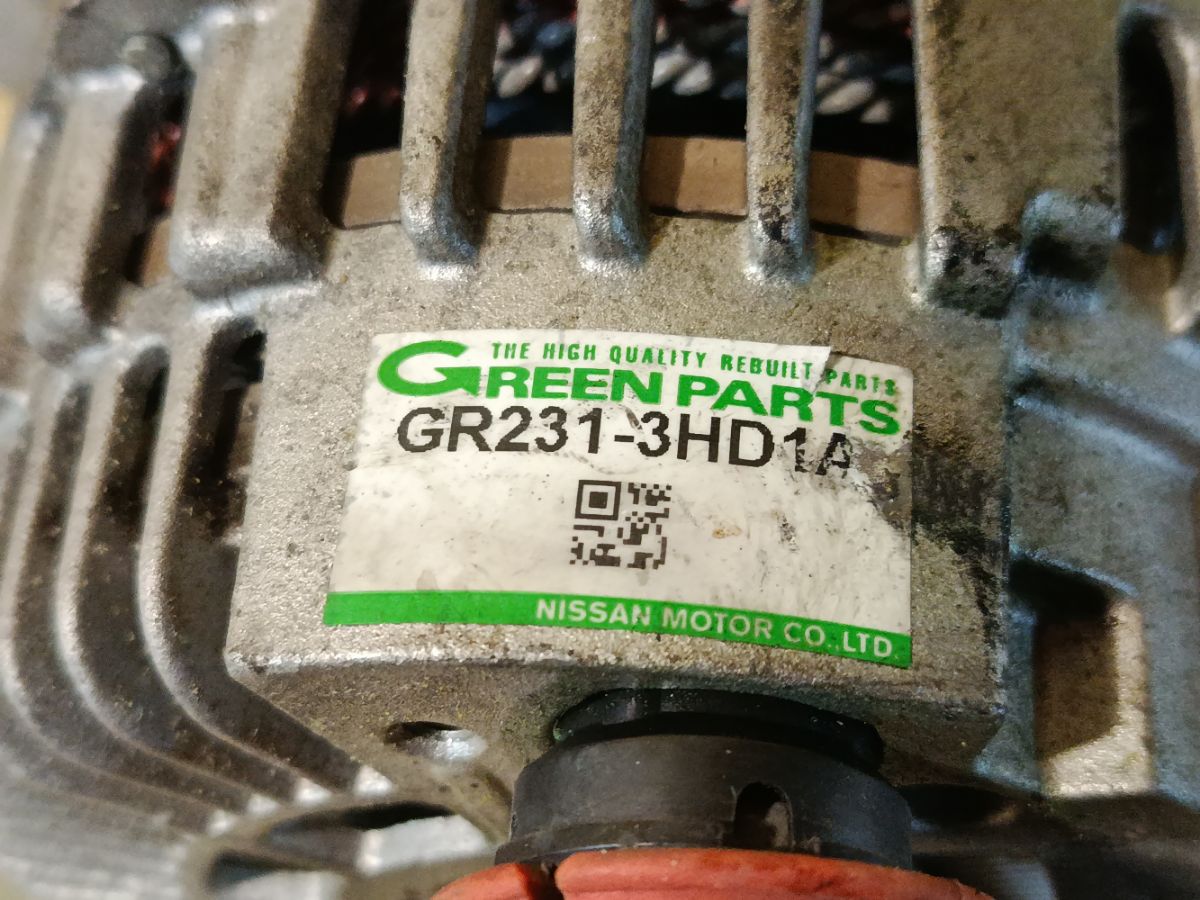 THE HIGH QUALITY REBUILT PARTS
GREEN PARTS
GR231-3HD1A
NISSAN MOTOR CO.,LTD.